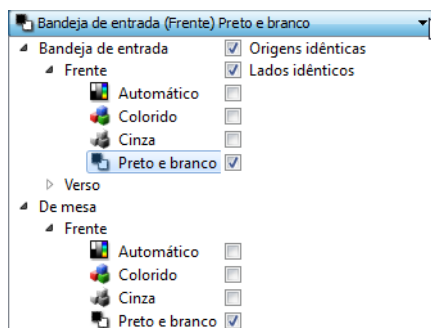 Bandeja de entrada (Frente) Preto e branco
Bandeja de entrada Origens idênticas
Frente Lados idênticos
Automático
Colorido
Cinza
Preto e branco
Verso
De mesa
Frente
Automático
Colorido
Cinza
Preto e branco